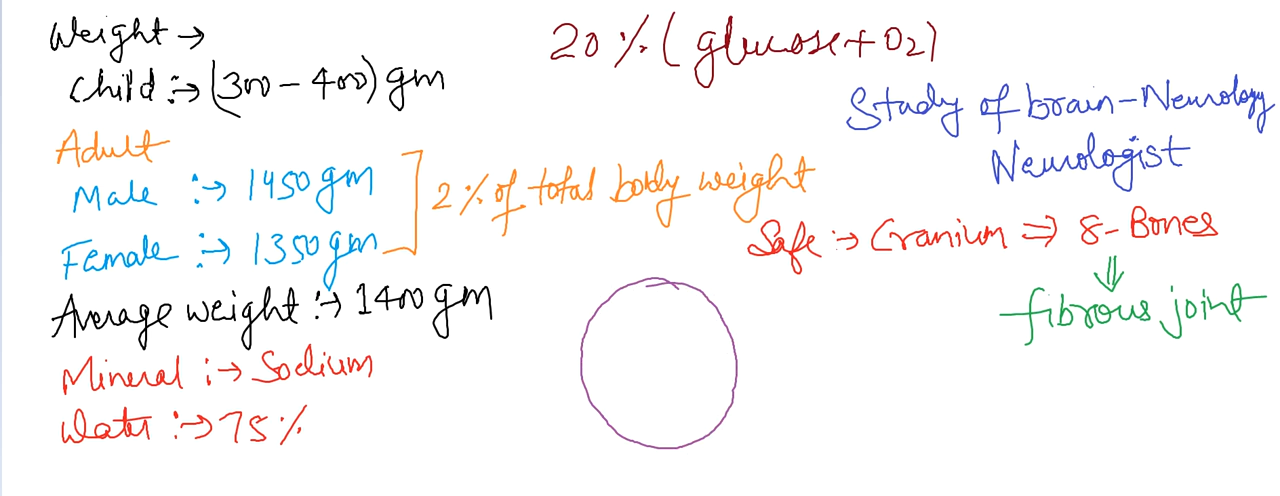 Weight →
Child :→ (300 - 400) gm
Adult
Male :→ 1450 gm
Female :→ 1350 gm
2 % of total body weight
Average weight :→ 1400 gm
Mineral :→ Sodium
Water :→ 75 %
20 % ( glucose + O2)
Study of brain - Neurology
Neurologist
Safe :→ Cranium ⇒ 8 - Bones
⇓
fibrous joint